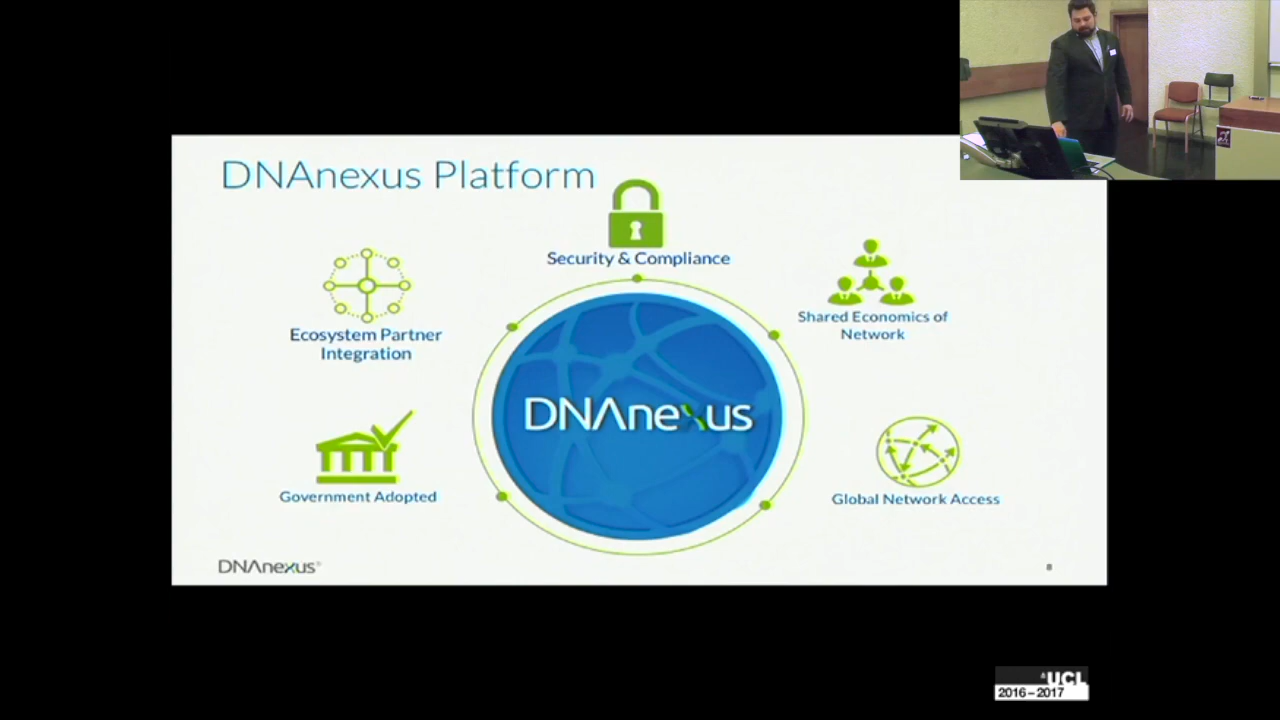 DNAnexus Platform
Security & Compliance
Ecosystem Partner
Integration
Shared Economics of
Network
DNAnexus
Government Adopted
Global Network Access
DNAnexus®
8
UCL
2016-2017